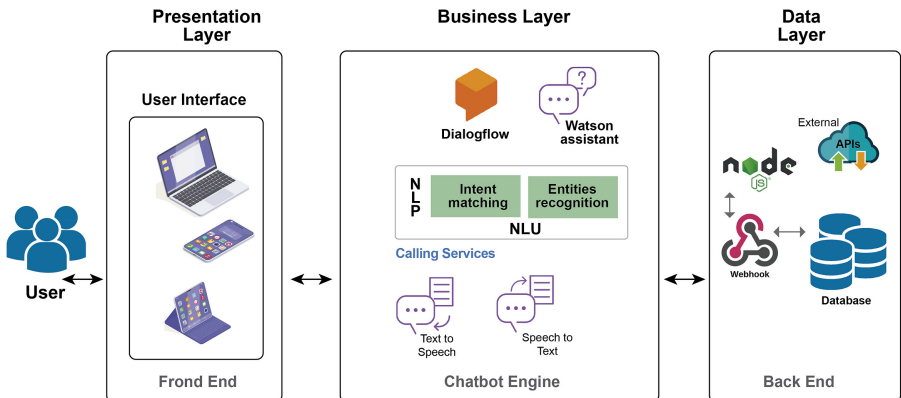 Presentation
Layer
Business Layer
Data
Layer
User Interface
User
Frond End
Dialogflow
?
Watson
assistant
NLP
Intent
matching
Entities
recognition
NLU
Calling Services
Text to
Speech
Speech to
Text
Chatbot Engine
External
APIs
node
JS
Webhook
Database
Back End